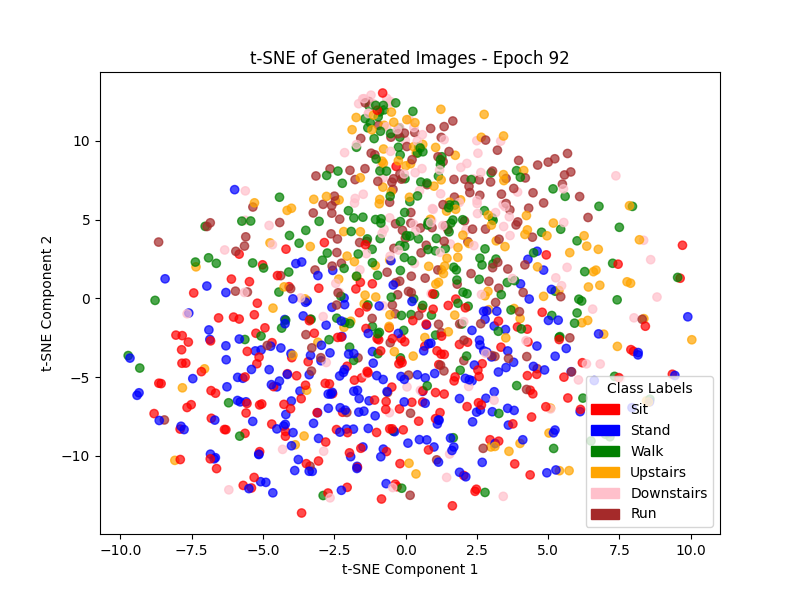 t-SNE of Generated Images - Epoch 92
t-SNE Component 2
10
5
0
−5
−10
−10.0 −7.5 −5.0 −2.5 0.0 2.5 5.0 7.5 10.0
t-SNE Component 1
Class Labels
Sit
Stand
Walk
Upstairs
Downstairs
Run